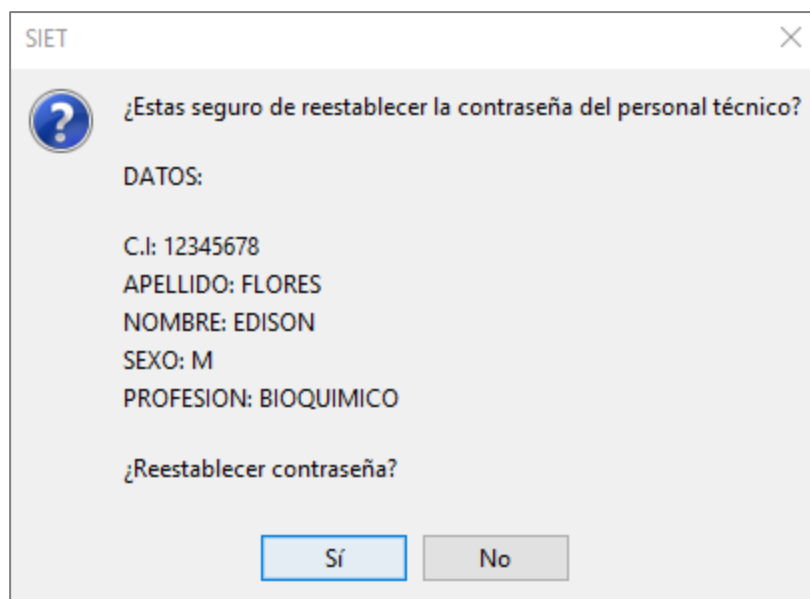 SIET
¿Estas seguro de reestablecer la contraseña del personal técnico?
DATOS:
C.I: 12345678
APELLIDO: FLORES
NOMBRE: EDISON
SEXO: M
PROFESION: BIOQUIMICO
¿Reestablecer contraseña?
Sí
No